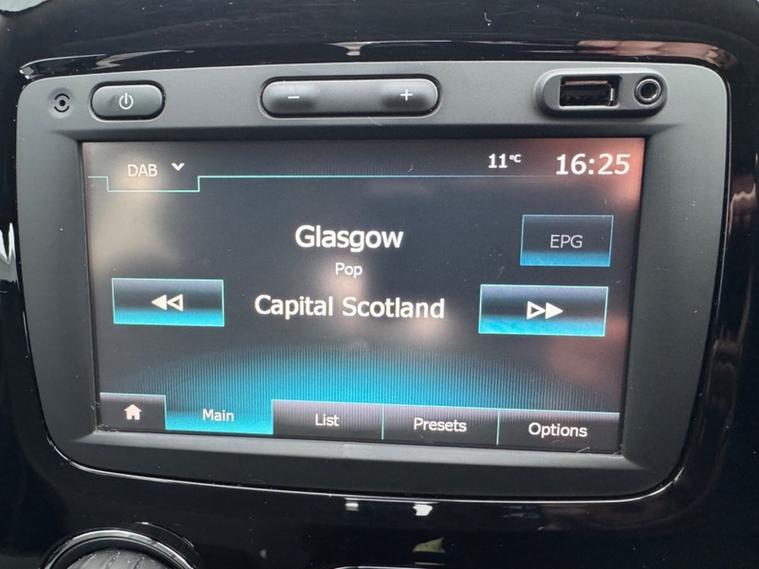 DAB
11°C 16:25
Glasgow
EPG
Pop
Capital Scotland
Main List Presets Options